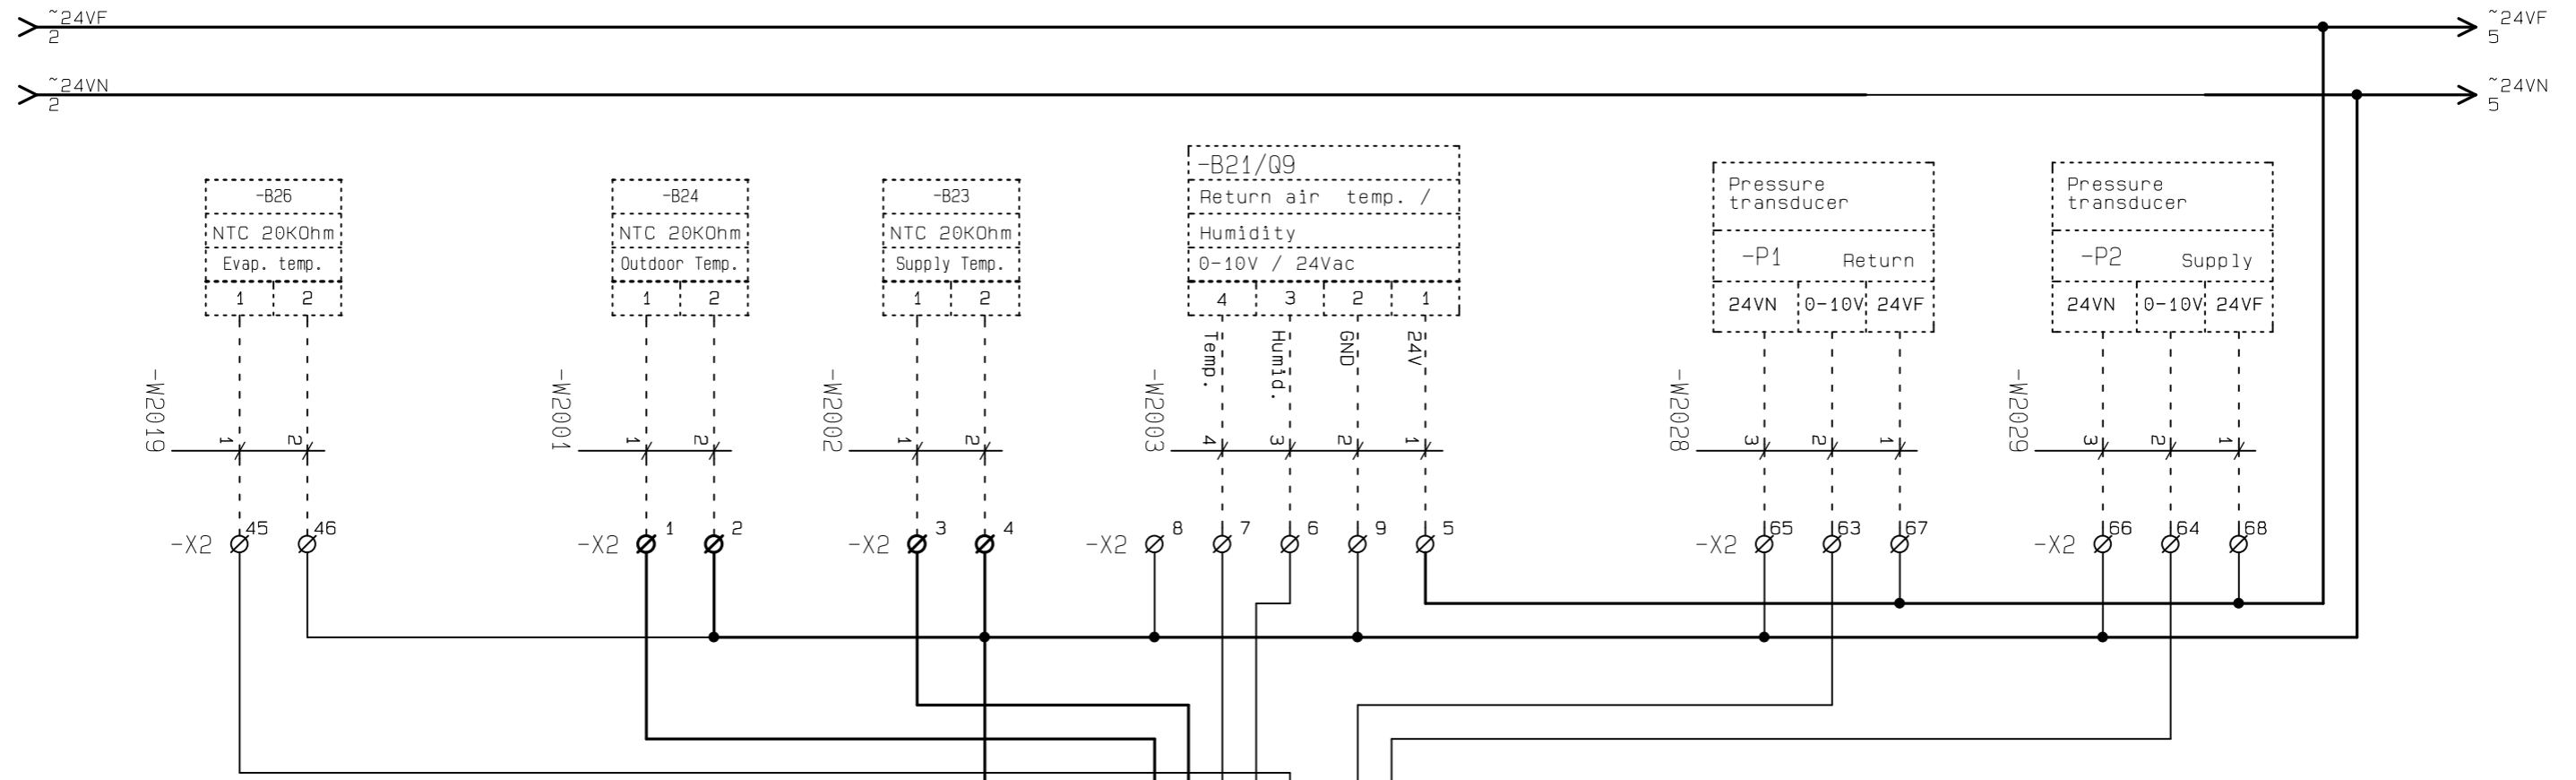 ~24VF
2
~24VF
5
~24VN
2
~24VN
5
-B26
NTC 20KOhm
Evap. temp.
1 2
-W2019
1 2
-X2 45 46
-B24
NTC 20KOhm
Outdoor Temp.
1 2
-W2001
1 2
-X2 1 2
-B23
NTC 20KOhm
Supply Temp.
1 2
-W2002
1 2
-X2 3 4
-B21/Q9
Return air temp. /
Humidity
0-10V / 24Vac
4 3 2 1
Temp. Humid. GND 24V
-W2003
4 3 2 1
-X2 8 7 6 9 5
Pressure
transducer
-P1 Return
24VN 0-10V 24VF
-W2028
3 2 1
-X2 65 63 67
Pressure
transducer
-P2 Supply
24VN 0-10V 24VF
-W2029
3 2 1
-X2 66 64 68